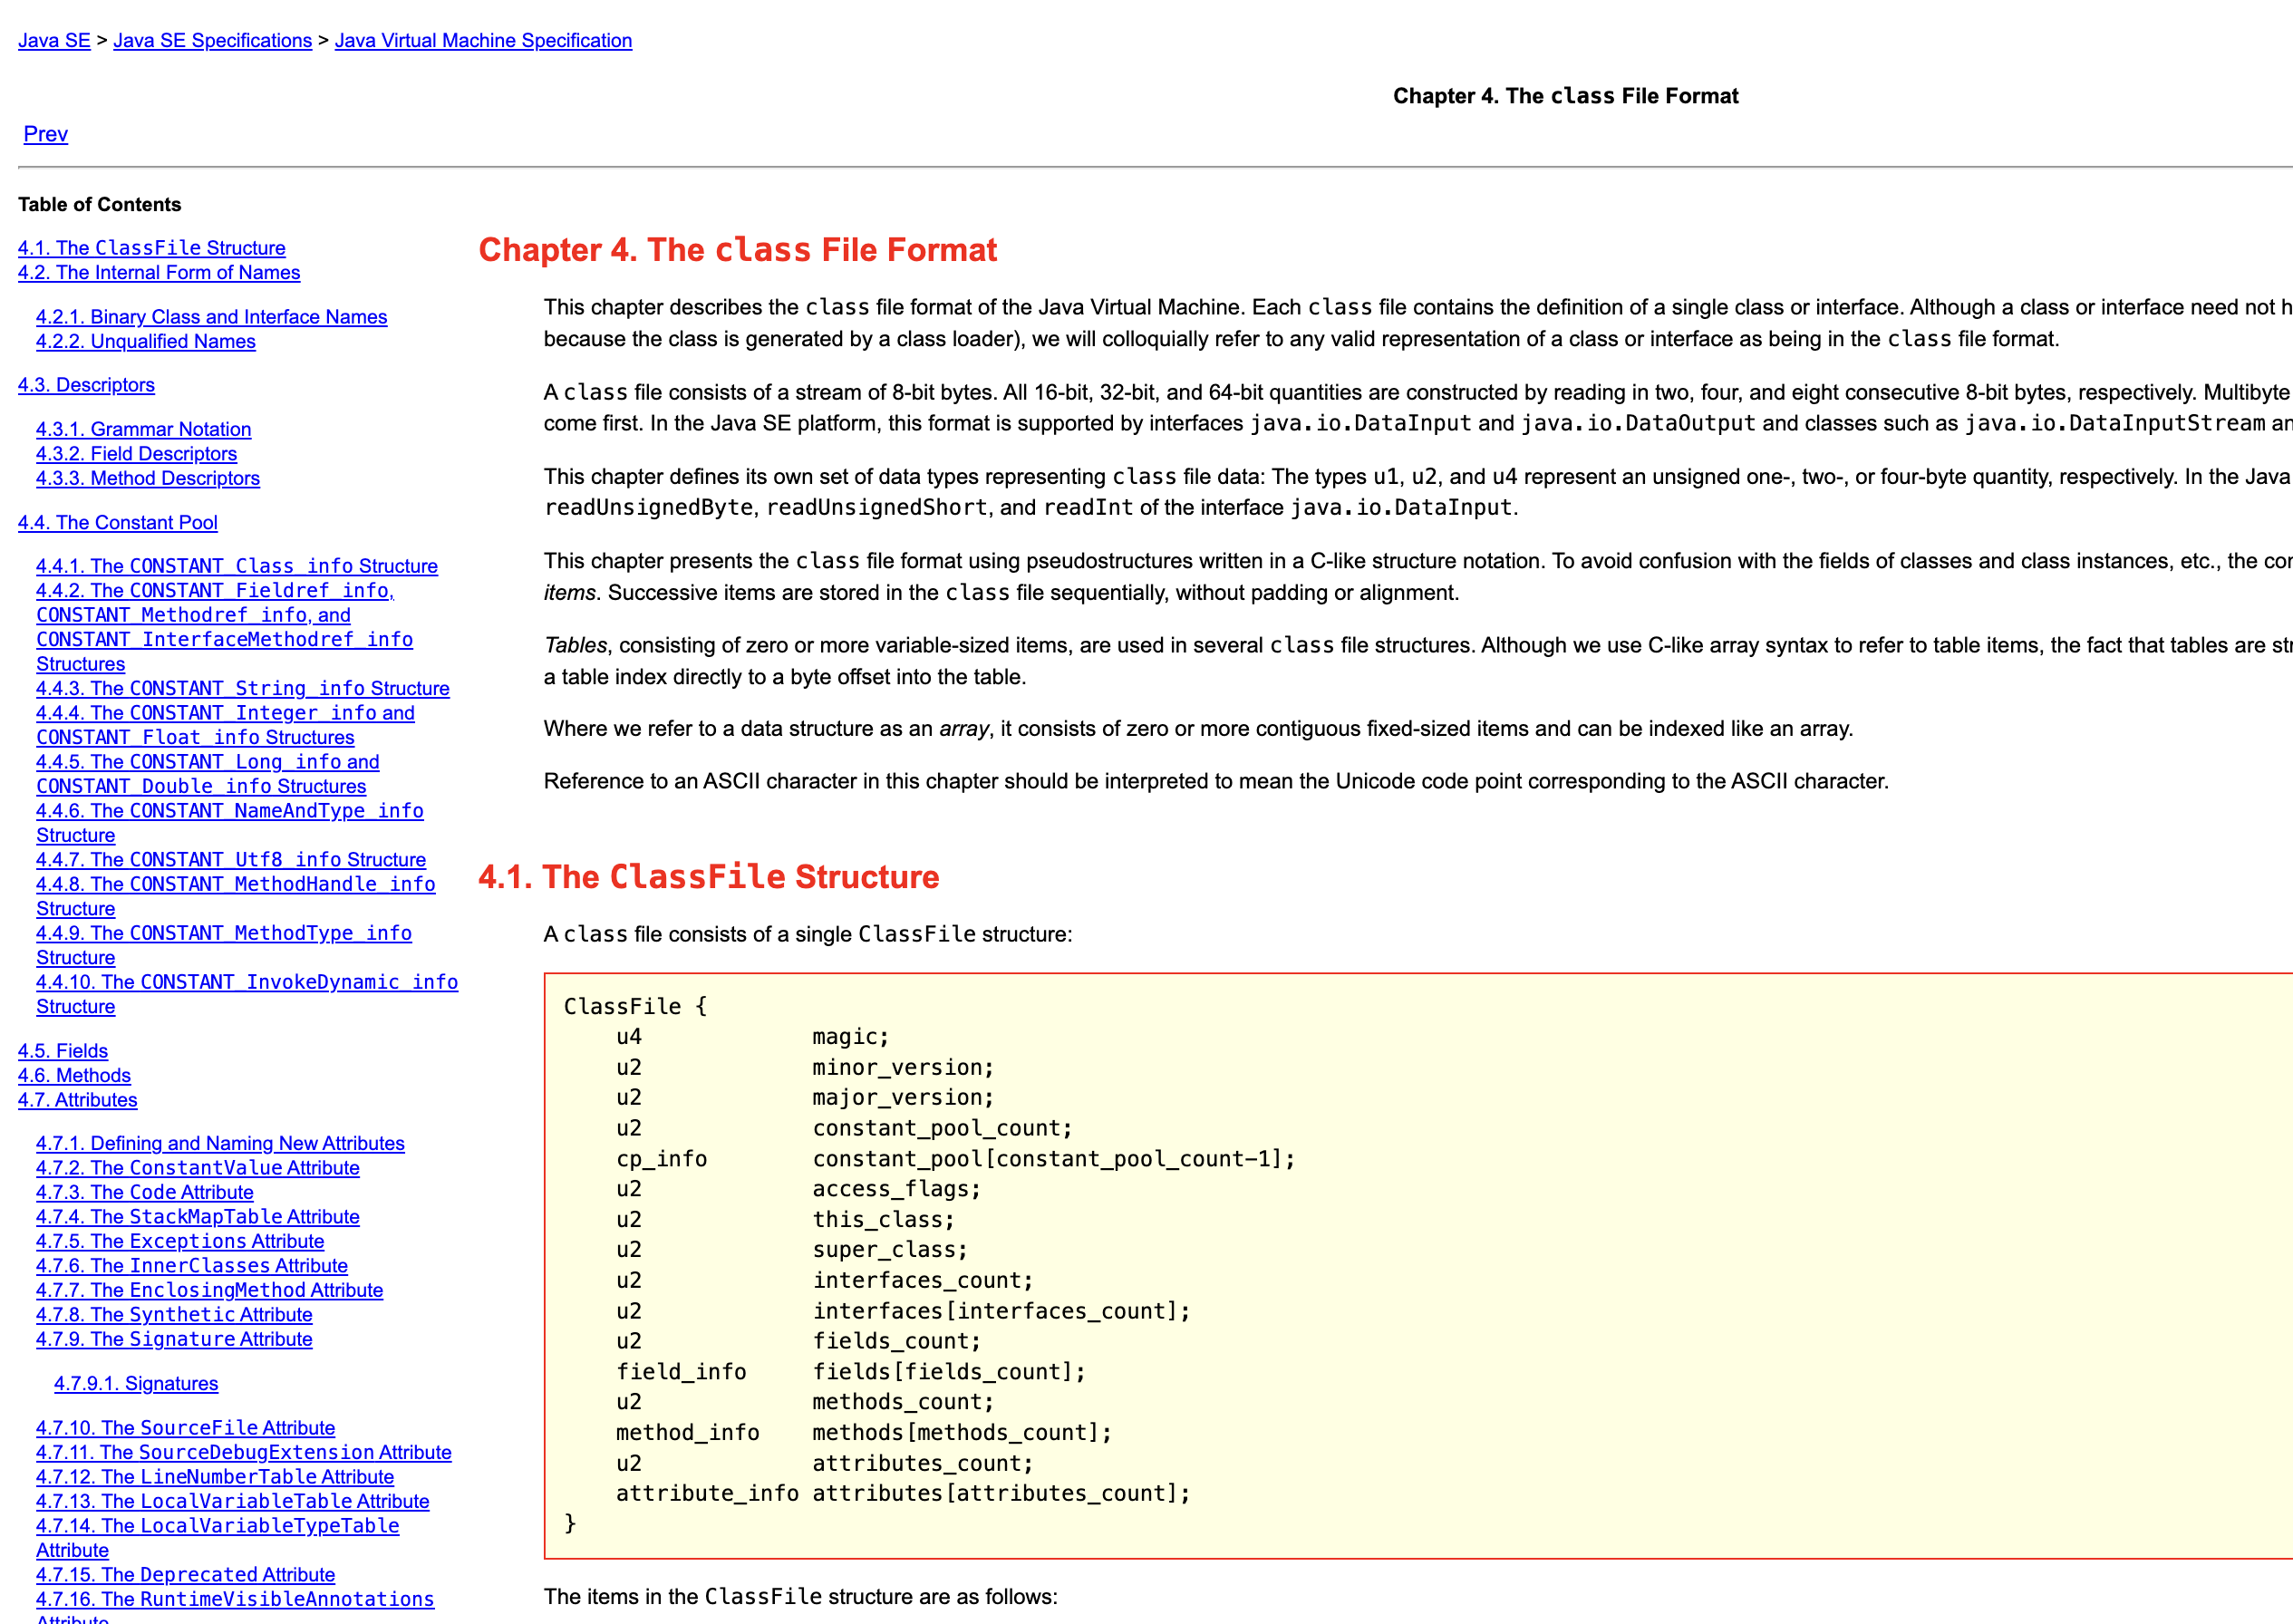 Java SE > Java SE Specifications > Java Virtual Machine Specification
Chapter 4. The class File Format
Prev
Table of Contents
4.1. The ClassFile Structure
4.2. The Internal Form of Names
4.2.1. Binary Class and Interface Names
4.2.2. Unqualified Names
4.3. Descriptors
4.3.1. Grammar Notation
4.3.2. Field Descriptors
4.3.3. Method Descriptors
4.4. The Constant Pool
4.4.1. The CONSTANT_Class_info Structure
4.4.2. The CONSTANT_Fieldref_info,
CONSTANT_Methodref_info, and
CONSTANT_InterfaceMethodref_info
Structures
4.4.3. The CONSTANT_String_info Structure
4.4.4. The CONSTANT_Integer_info and
CONSTANT_Float_info Structures
4.4.5. The CONSTANT_Long_info and
CONSTANT_Double_info Structures
4.4.6. The CONSTANT_NameAndType_info
Structure
4.4.7. The CONSTANT_Utf8_info Structure
4.4.8. The CONSTANT_MethodHandle_info
Structure
4.4.9. The CONSTANT_MethodType_info
Structure
4.4.10. The CONSTANT_InvokeDynamic_info
Structure
4.5. Fields
4.6. Methods
4.7. Attributes
4.7.1. Defining and Naming New Attributes
4.7.2. The ConstantValue Attribute
4.7.3. The Code Attribute
4.7.4. The StackMapTable Attribute
4.7.5. The Exceptions Attribute
4.7.6. The InnerClasses Attribute
4.7.7. The EnclosingMethod Attribute
4.7.8. The Synthetic Attribute
4.7.9. The Signature Attribute
4.7.9.1. Signatures
4.7.10. The SourceFile Attribute
4.7.11. The SourceDebugExtension Attribute
4.7.12. The LineNumberTable Attribute
4.7.13. The LocalVariableTable Attribute
4.7.14. The LocalVariableTypeTable
Attribute
4.7.15. The Deprecated Attribute
4.7.16. The RuntimeVisibleAnnotations
Attribute
Chapter 4. The class File Format
This chapter describes the class file format of the Java Virtual Machine. Each class file contains the definition of a single class or interface. Although a class or interface need not
because the class is generated by a class loader), we will colloquially refer to any valid representation of a class or interface as being in the class file format.
A class file consists of a stream of 8-bit bytes. All 16-bit, 32-bit, and 64-bit quantities are constructed by reading in two, four, and eight consecutive 8-bit bytes, respectively. Multibyte
come first. In the Java SE platform, this format is supported by interfaces java.io.DataInput and java.io.DataOutput and classes such as java.io.DataInputStream
This chapter defines its own set of data types representing class file data: The types u1, u2, and u4 represent an unsigned one-, two-, or four-byte quantity, respectively. In the Java
readUnsignedByte, readUnsignedShort, and readInt of the interface java.io.DataInput.
This chapter presents the class file format using pseudostructures written in a C-like structure notation. To avoid confusion with the fields of classes and class instances, etc., the
items. Successive items are stored in the class file sequentially, without padding or alignment.
Tables, consisting of zero or more variable-sized items, are used in several class file structures. Although we use C-like array syntax to refer to table items, the fact that tables are
a table index directly to a byte offset into the table.
Where we refer to a data structure as an array, it consists of zero or more contiguous fixed-sized items and can be indexed like an array.
Reference to an ASCII character in this chapter should be interpreted to mean the Unicode code point corresponding to the ASCII character.
4.1. The ClassFile Structure
A class file consists of a single ClassFile structure:
ClassFile {
    u4             magic;
    u2             minor_version;
    u2             major_version;
    u2             constant_pool_count;
    cp_info        constant_pool[constant_pool_count-1];
    u2             access_flags;
    u2             this_class;
    u2             super_class;
    u2             interfaces_count;
    u2             interfaces[interfaces_count];
    u2             fields_count;
    field_info     fields[fields_count];
    u2             methods_count;
    method_info    methods[methods_count];
    u2             attributes_count;
    attribute_info attributes[attributes_count];
}
The items in the ClassFile structure are as follows: